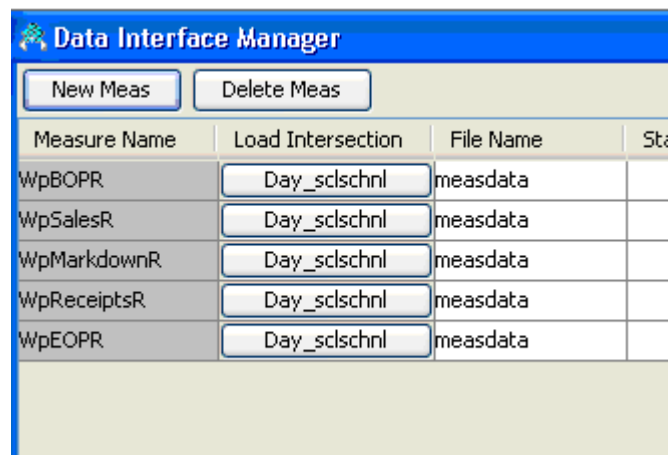 Data Interface Manager
New Meas Delete Meas
Measure Name Load Intersection File Name Sta
WpBOPR Day_sclschnl measdata
WpSalesR Day_sclschnl measdata
WpMarkdownR Day_sclschnl measdata
WpReceiptsR Day_sclschnl measdata
WpEOPR Day_sclschnl measdata